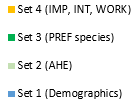 Set 4 (IMP, INT, WORK)
Set 3 (PREF species)
Set 2 (AHE)
Set 1 (Demographics)